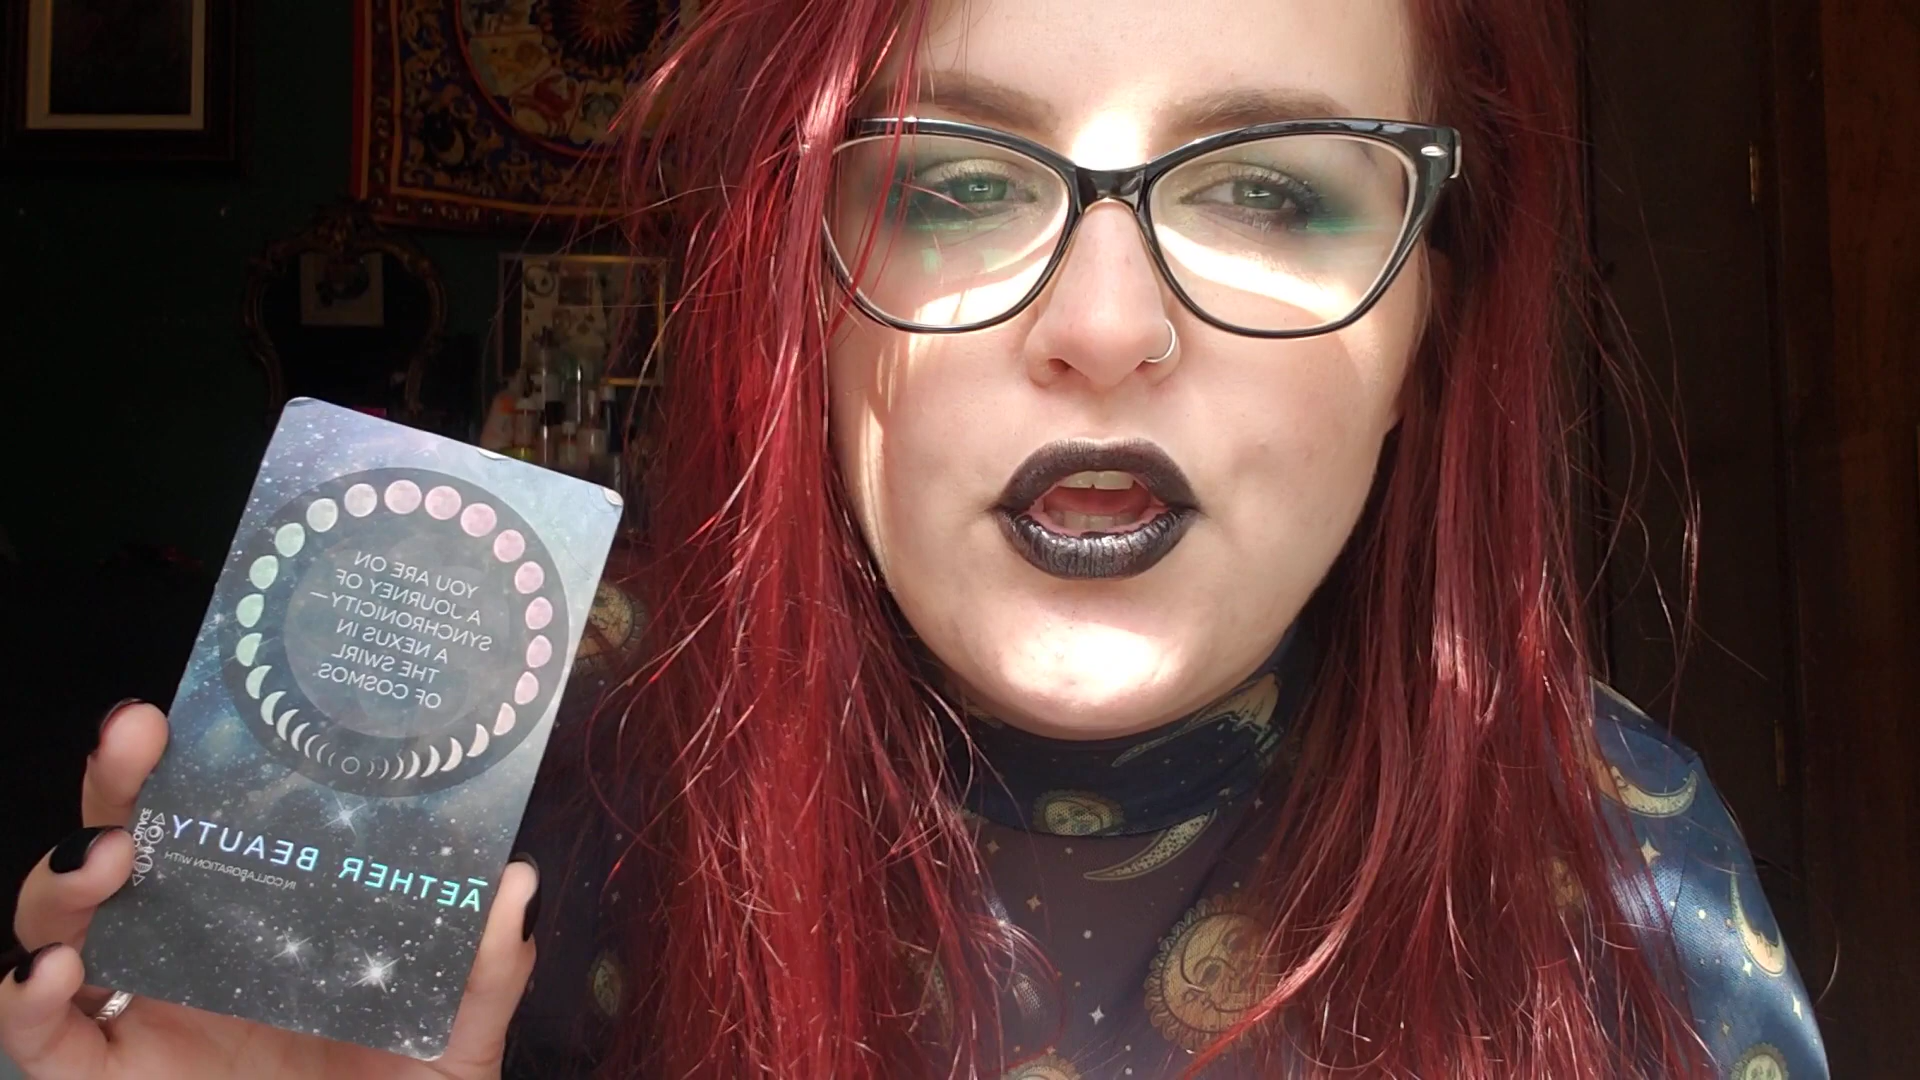 YOU ARE ON
A JOURNEY OF
SYNCHRONICITY—
A NEXUS IN
THE SWIRL
OF COSMOS.
ĀETHER BEAUTY
IN COLLABORATION WITH